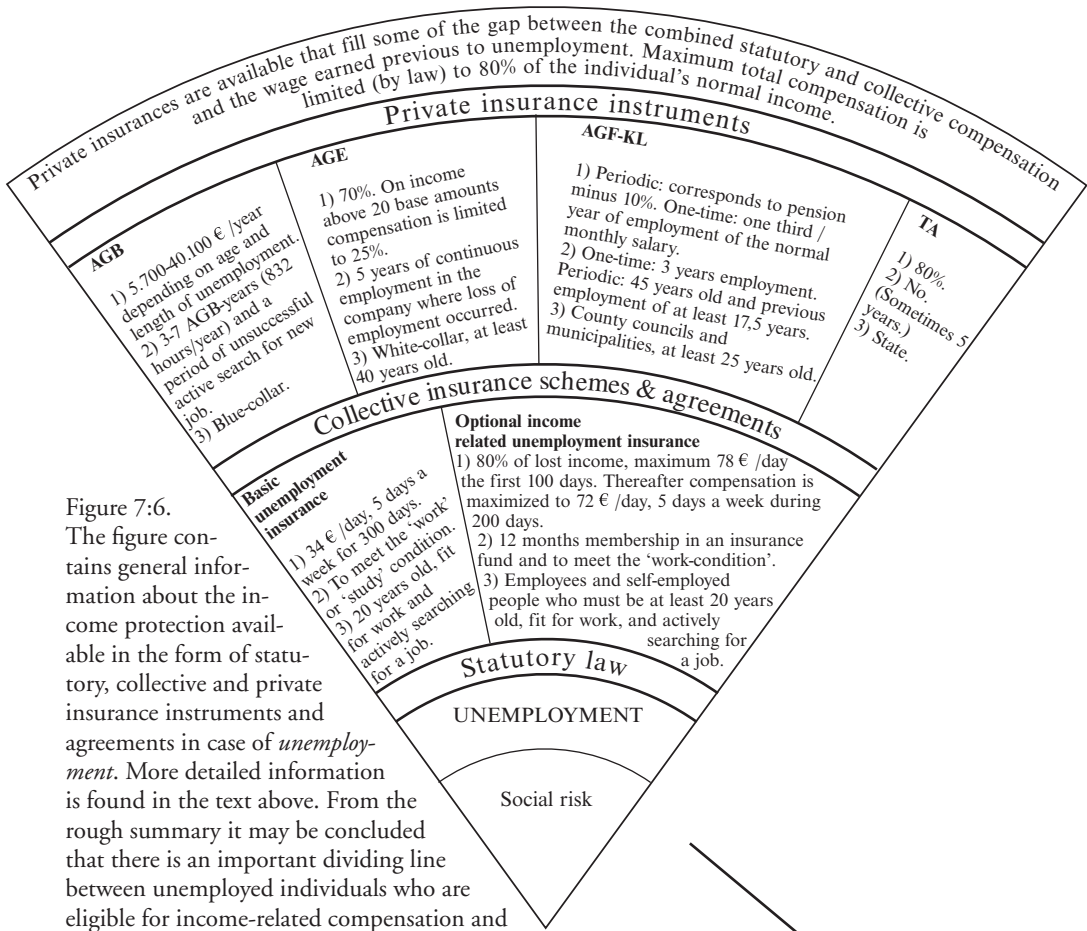 Private insurances are available that fill some of the gap between the combined statutory and collective compensation
and the wage earned previous to unemployment. Maximum total compensation is
limited (by law) to 80% of the individual's normal income.
Private insurance instruments
AGB
1) 5.700-40.100 € /year
depending on age and
length of unemployment.
2) 3-7 AGB-years (832
hours/year) and a
period of unsuccessful
active search for new
job.
3) Blue-collar.
AGE
1) 70%. On income
above 20 base amounts
compensation is limited
to 25%.
2) 5 years of continuous
employment in the
company where loss of
employment occurred.
3) White-collar, at least
40 years old.
AGF-KL
1) Periodic: corresponds to pension
minus 10%. One-time: one third /
year of employment of the normal
monthly salary.
2) One-time: 3 years employment.
Periodic: 45 years old and previous
employment of at least 17,5 years.
3) County councils and
municipalities, at least 25 years old.
TA
1) 80%.
2) No.
(Sometimes 5
years.)
3) State.
Collective insurance schemes & agreements
Basic
unemployment
insurance
1) 34 € /day, 5 days a
week for 300 days.
2) To meet the 'work'
or 'study' condition.
3) 20 years old, fit
for work and
actively searching
for a job.
Optional income
related unemployment insurance
1) 80% of lost income, maximum 78 € /day
the first 100 days. Thereafter compensation is
maximized to 72 € /day, 5 days a week during
200 days.
2) 12 months membership in an insurance
fund and to meet the 'work-condition'.
3) Employees and self-employed
people who must be at least 20 years
old, fit for work, and actively
searching for
a job.
Statutory law
UNEMPLOYMENT
Social risk
Figure 7:6.
The figure con-
tains general infor-
mation about the in-
come protection avail-
able in the form of statu-
tory, collective and private
insurance instruments and
agreements in case of unemploy-
ment. More detailed information
is found in the text above. From the
rough summary it may be concluded
that there is an important dividing line
between unemployed individuals who are
eligible for income-related compensation and